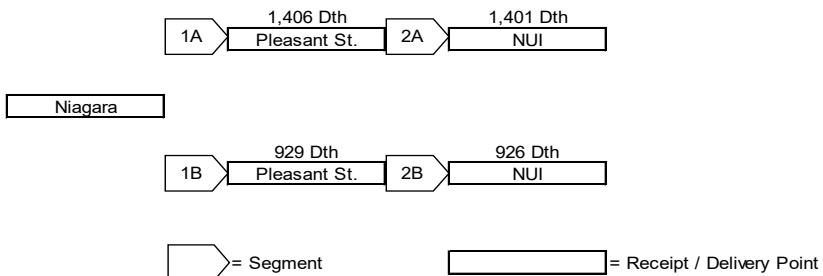 1,406 Dth 1,401 Dth
1A Pleasant St. 2A NUI
Niagara
929 Dth 926 Dth
1B Pleasant St. 2B NUI
= Segment = Receipt / Delivery Point